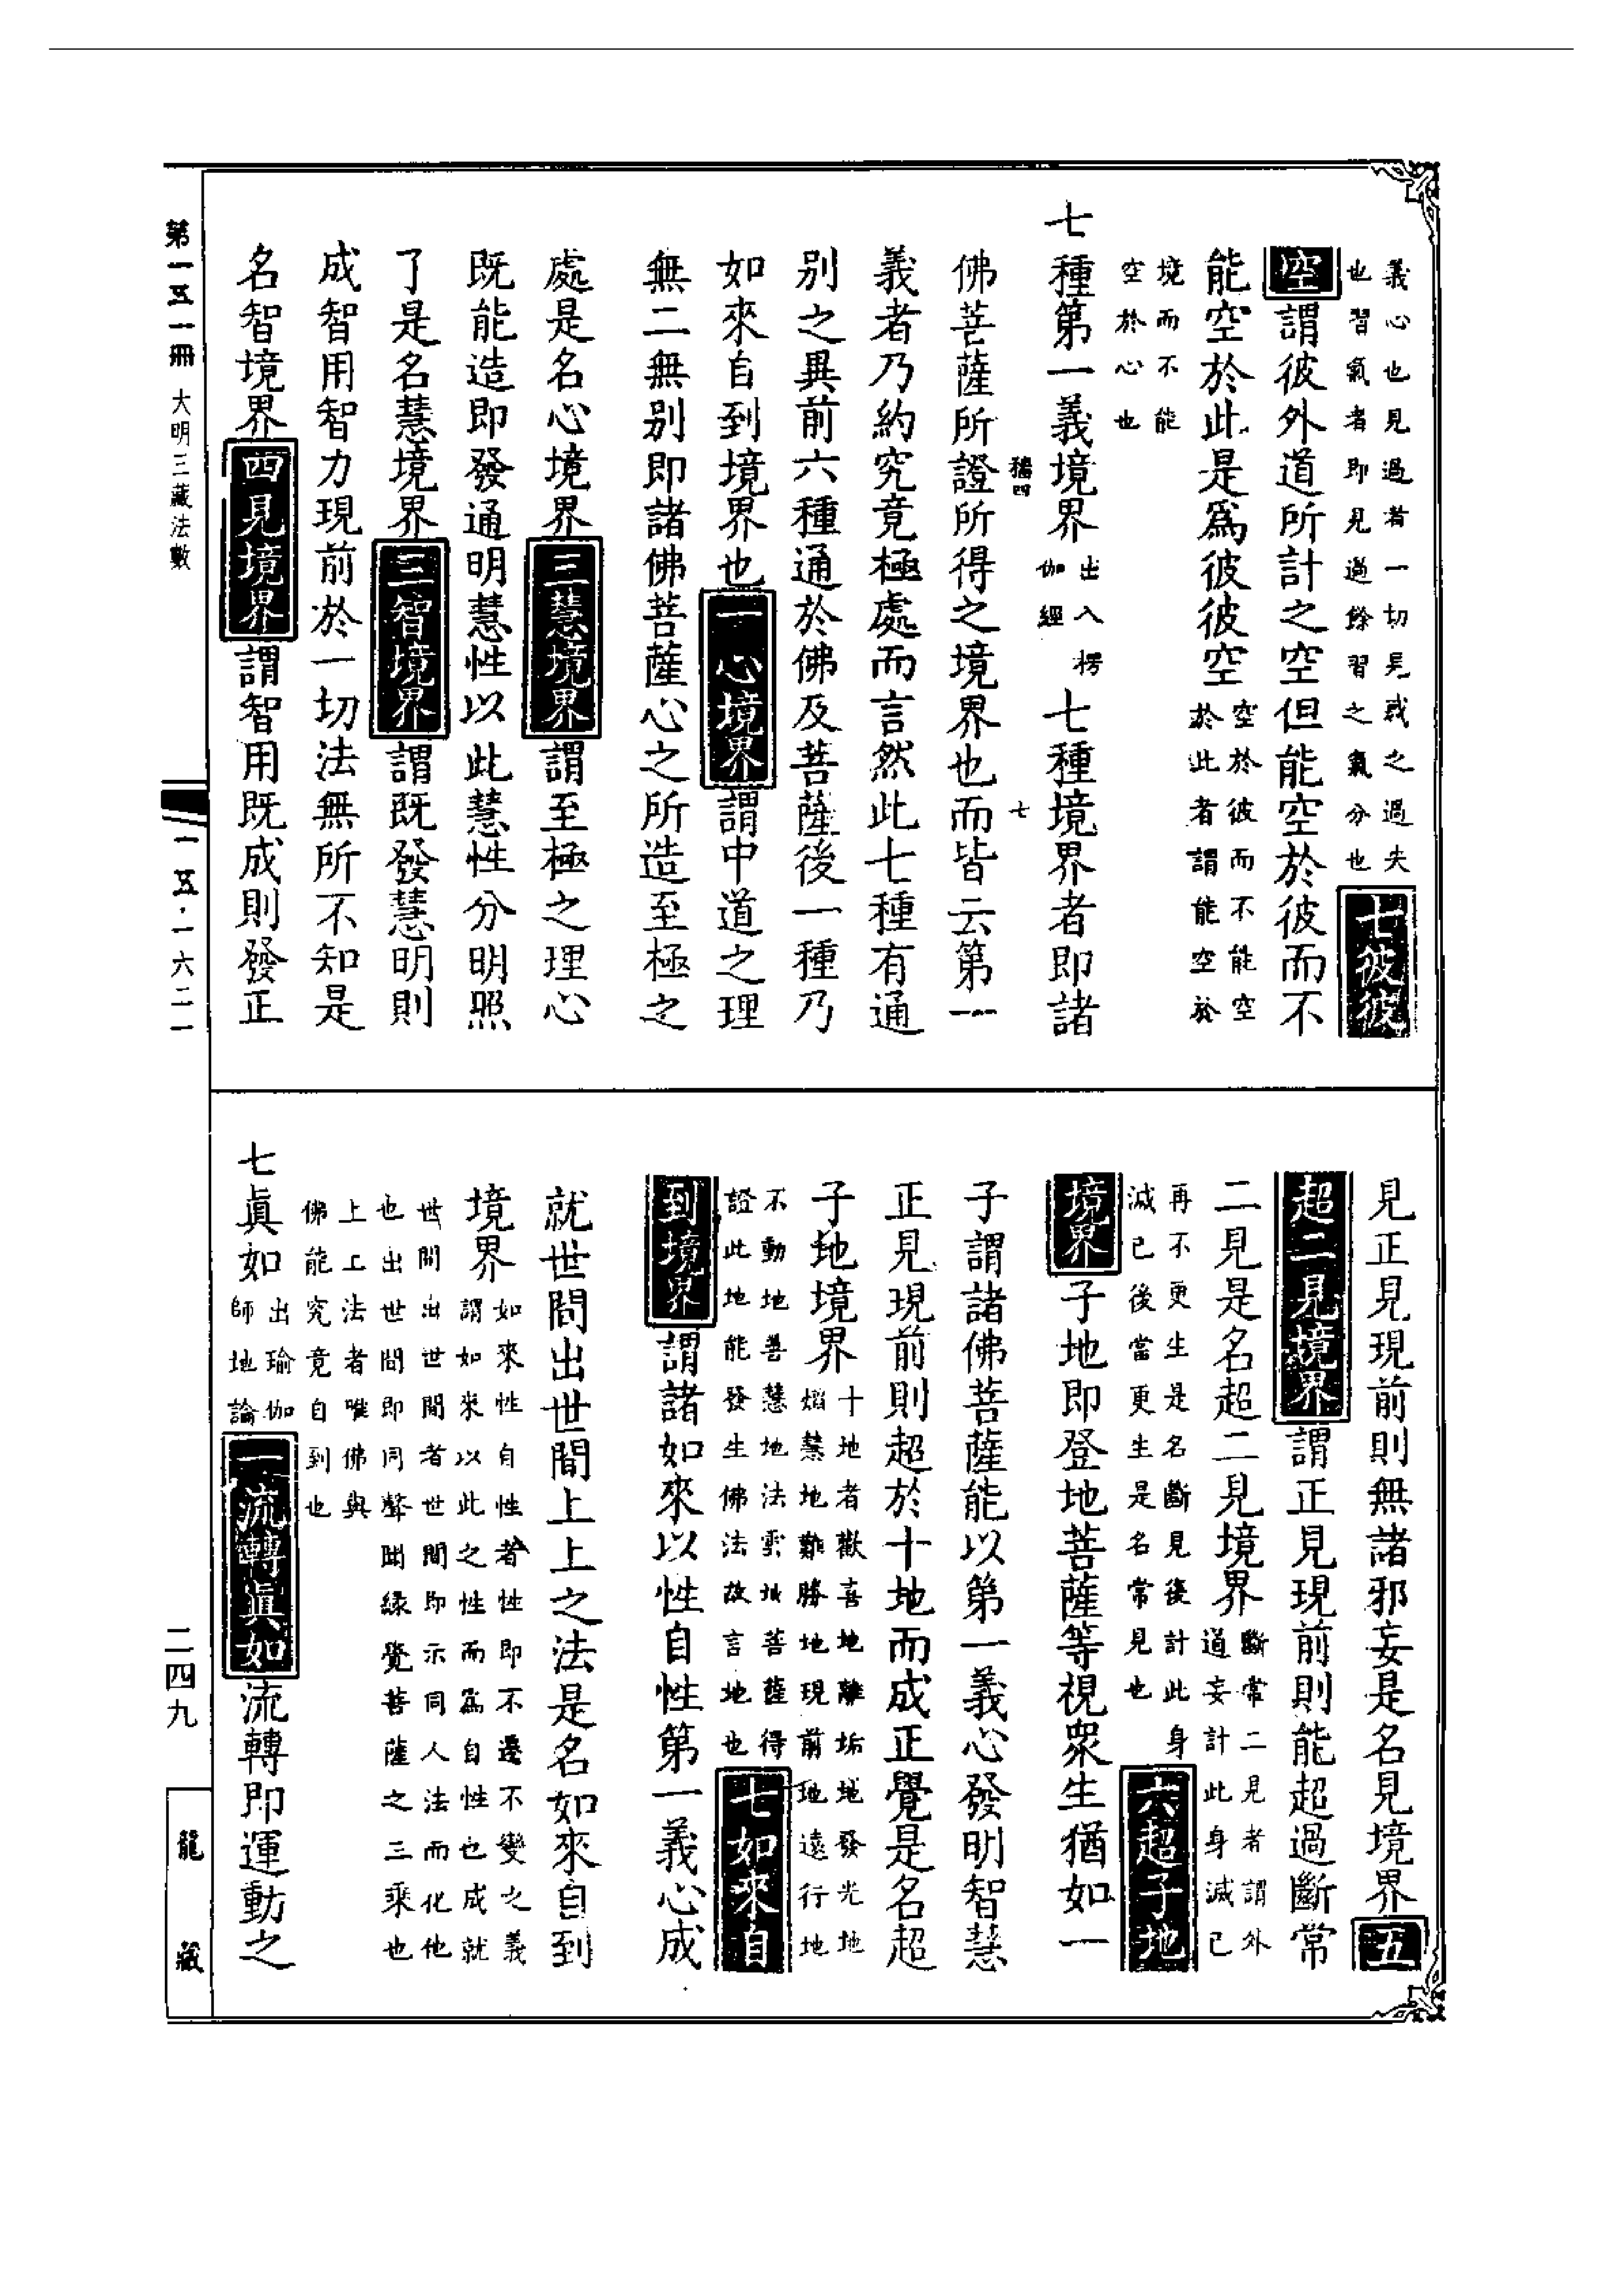 義心也見過者一切見惑之過失
也習氣者即見過餘習之氣分也七彼彼
空謂彼外道所計之空但能空於彼而不
能空於此是爲彼彼空空於彼而不能空
於此者謂能空於
境而不能
空於心也
七種第一義境界出入楞
伽經七種境界者即諸
佛菩薩所證所得之境界也而皆云第一
義者乃約究竟極處而言然此七種有通
別之異前六種通於佛及菩薩後一種乃
如來自到境界也一心境界謂中道之理
無二無別即諸佛菩薩心之所造至極之
處是名心境界二慧境界謂至極之理心
既能造即發通明慧性以此慧性分明照
了是名慧境界三智境界謂既發慧明則
成智用智力現前於一切法無所不知是
名智境界四見境界謂智用既成則發正
見正見現前則無諸邪妄是名見境界五
超二見境界謂正見現前則能超過斷常
二見是名超二見境界斷常二見者謂外
道妄計此身滅已
再不更生是名斷見復計此身
滅已後當更生是名常見也六超子地
境界子地即登地菩薩等視眾生猶如一
子謂諸佛菩薩能以第一義心發明智慧
正見現前則超於十地而成正覺是名超
子地境界十地者歡喜地離垢地發光地
焰慧地難勝地現前地遠行地
不動地善慧地法雲地菩薩得
證此地能發生佛法故言地也七如來自
到境界謂諸如來以性自性第一義心成
就世間出世間上上之法是名如來自到
境界如來性自性者性即不遷不變之義
謂如來以此之性而爲自性也成就
世間出世間者世間即示同人法而化他
也出世間即同聲聞緣覺菩薩之三乘也
上上法者唯佛與
佛能究竟自到也
七眞如出瑜伽
師地論一流轉眞如流轉即運動之
穑四
七
第一五一冊
大明三藏法數
一五·一六二一
二四九
龍藏